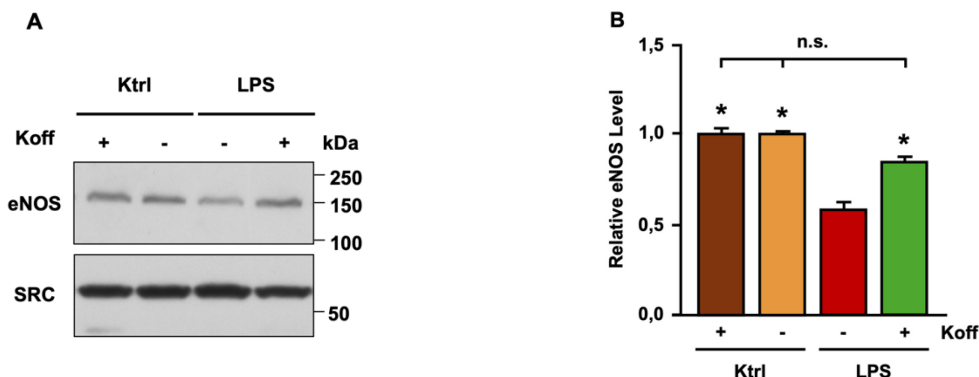 A
Ktrl LPS
Koff + - - + kDa
eNOS
250
150
100
SRC
50
B
n.s.
Relative eNOS Level
1,5
1,0
0,5
0,0
* * *
+ - - + Koff
Ktrl LPS